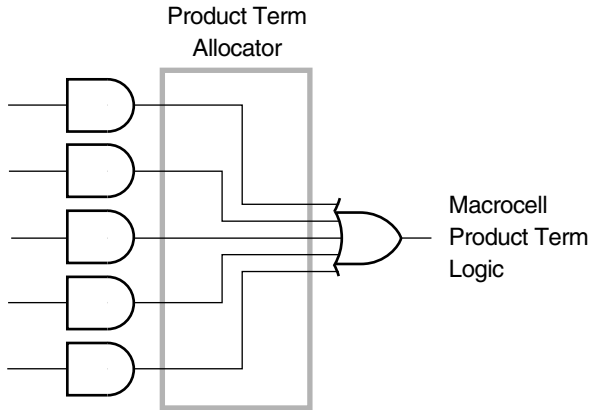 Product Term
Allocator
Macrocell
Product Term
Logic